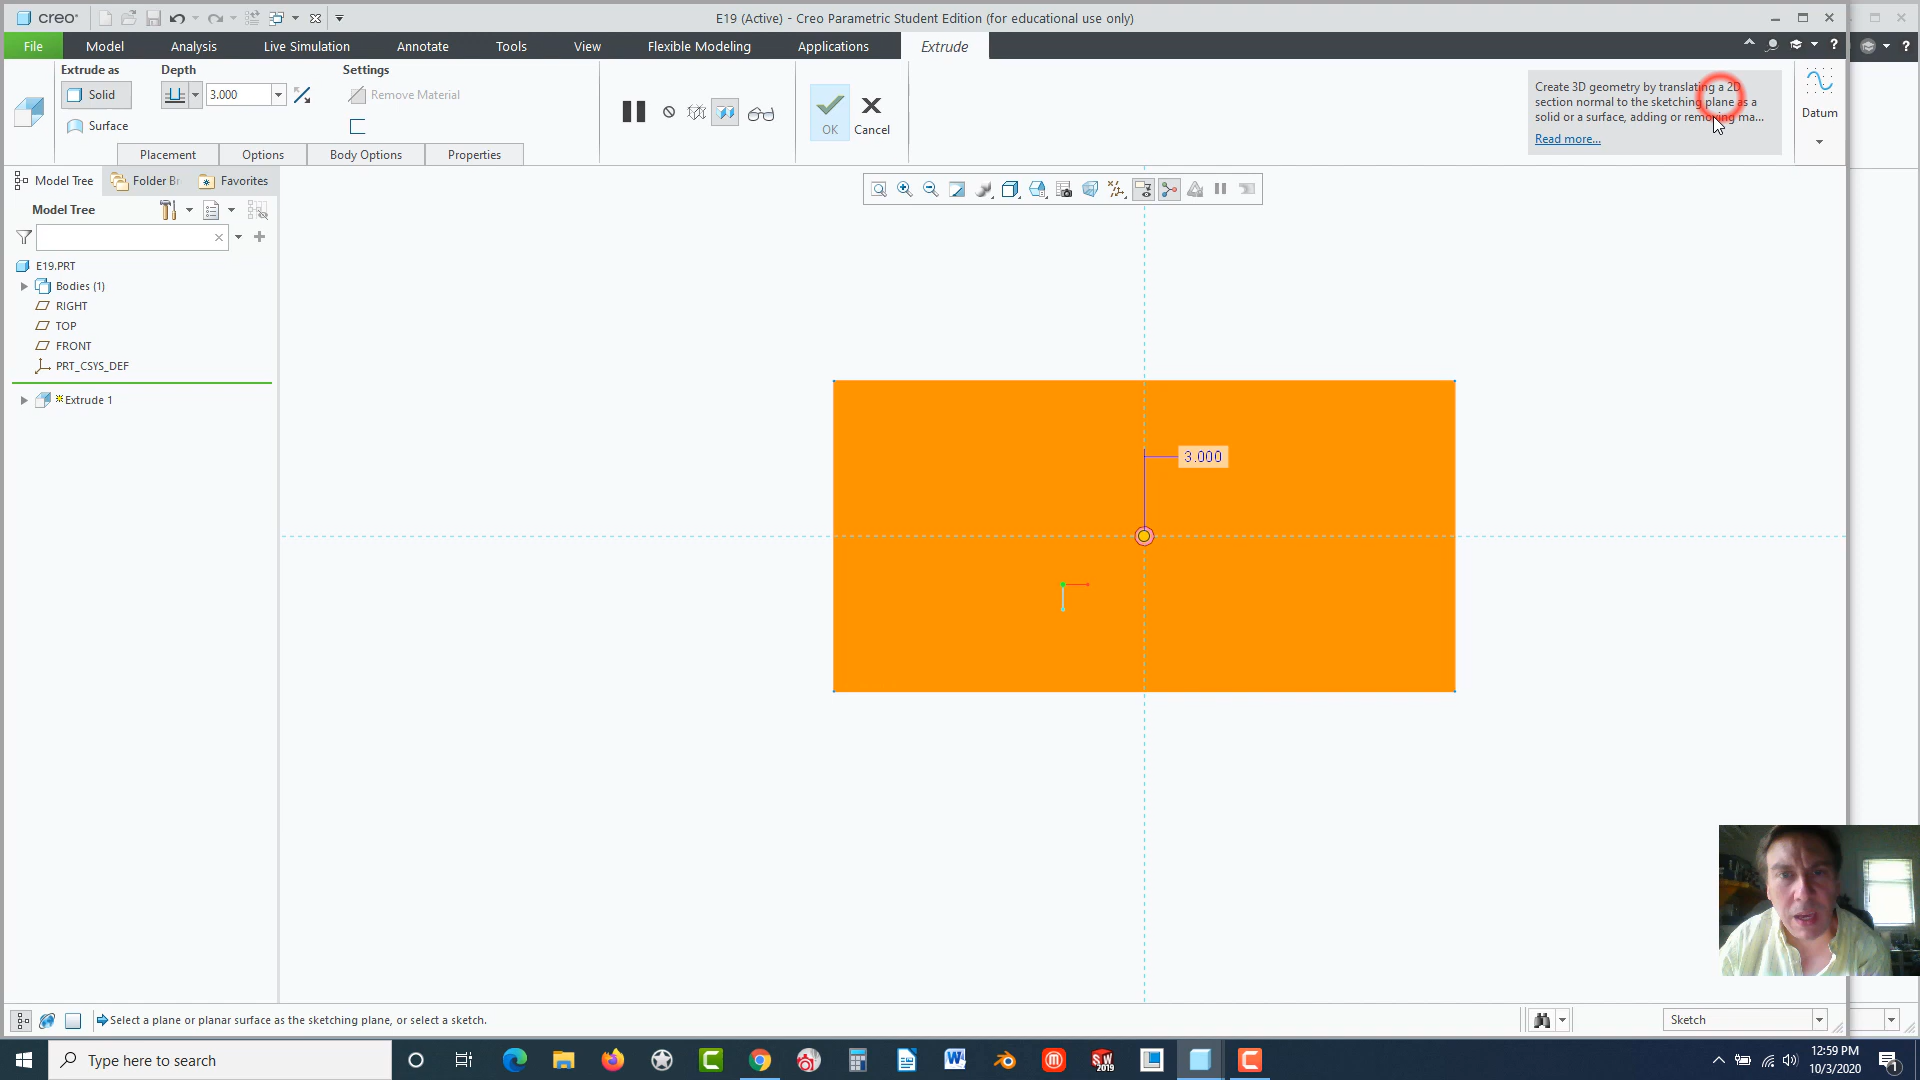 creo·
E19 (Active) - Creo Parametric Student Edition (for educational use only)
File
Model
Analysis
Live Simulation
Annotate
Tools
View
Flexible Modeling
Applications
Extrude
Extrude as
Depth
Settings
Solid
3.000
Remove Material
Surface
OK
Cancel
Create 3D geometry by translating a 2D
section normal to the sketching plane as a
solid or a surface, adding or removing ma...
Read more...
Datum
Placement
Options
Body Options
Properties
Model Tree
Folder Br
Favorites
Model Tree
E19.PRT
Bodies (1)
RIGHT
TOP
FRONT
PRT_CSYS_DEF
Extrude 1
3.000
Select a plane or planar surface as the sketching plane, or select a sketch.
Sketch
Type here to search
SW
2019
12:59 PM
10/3/2020
1